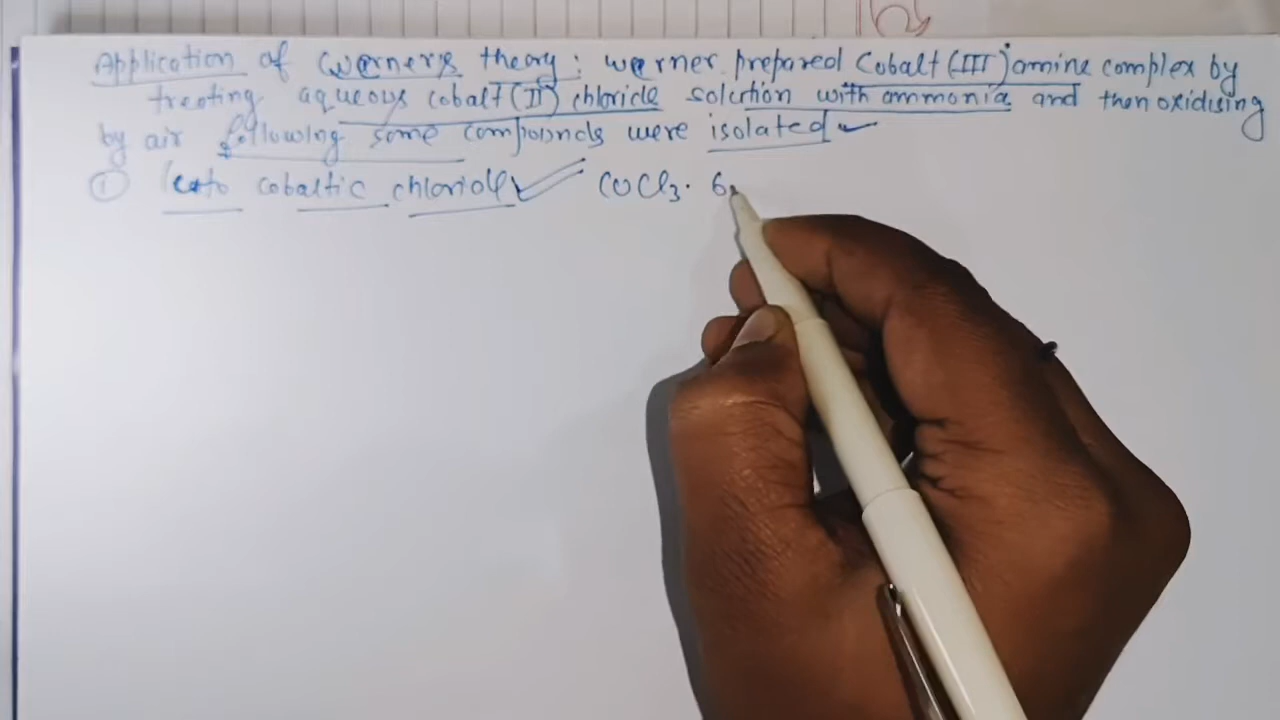 Application of Werner's theory: Werner prepared Cobalt (III) amine complex by
treating aqueous cobalt (II) chloride solution with ammonia and then oxidising
by air following some compounds were isolated
① Leuto cobaltic chloride CoCl3. 6